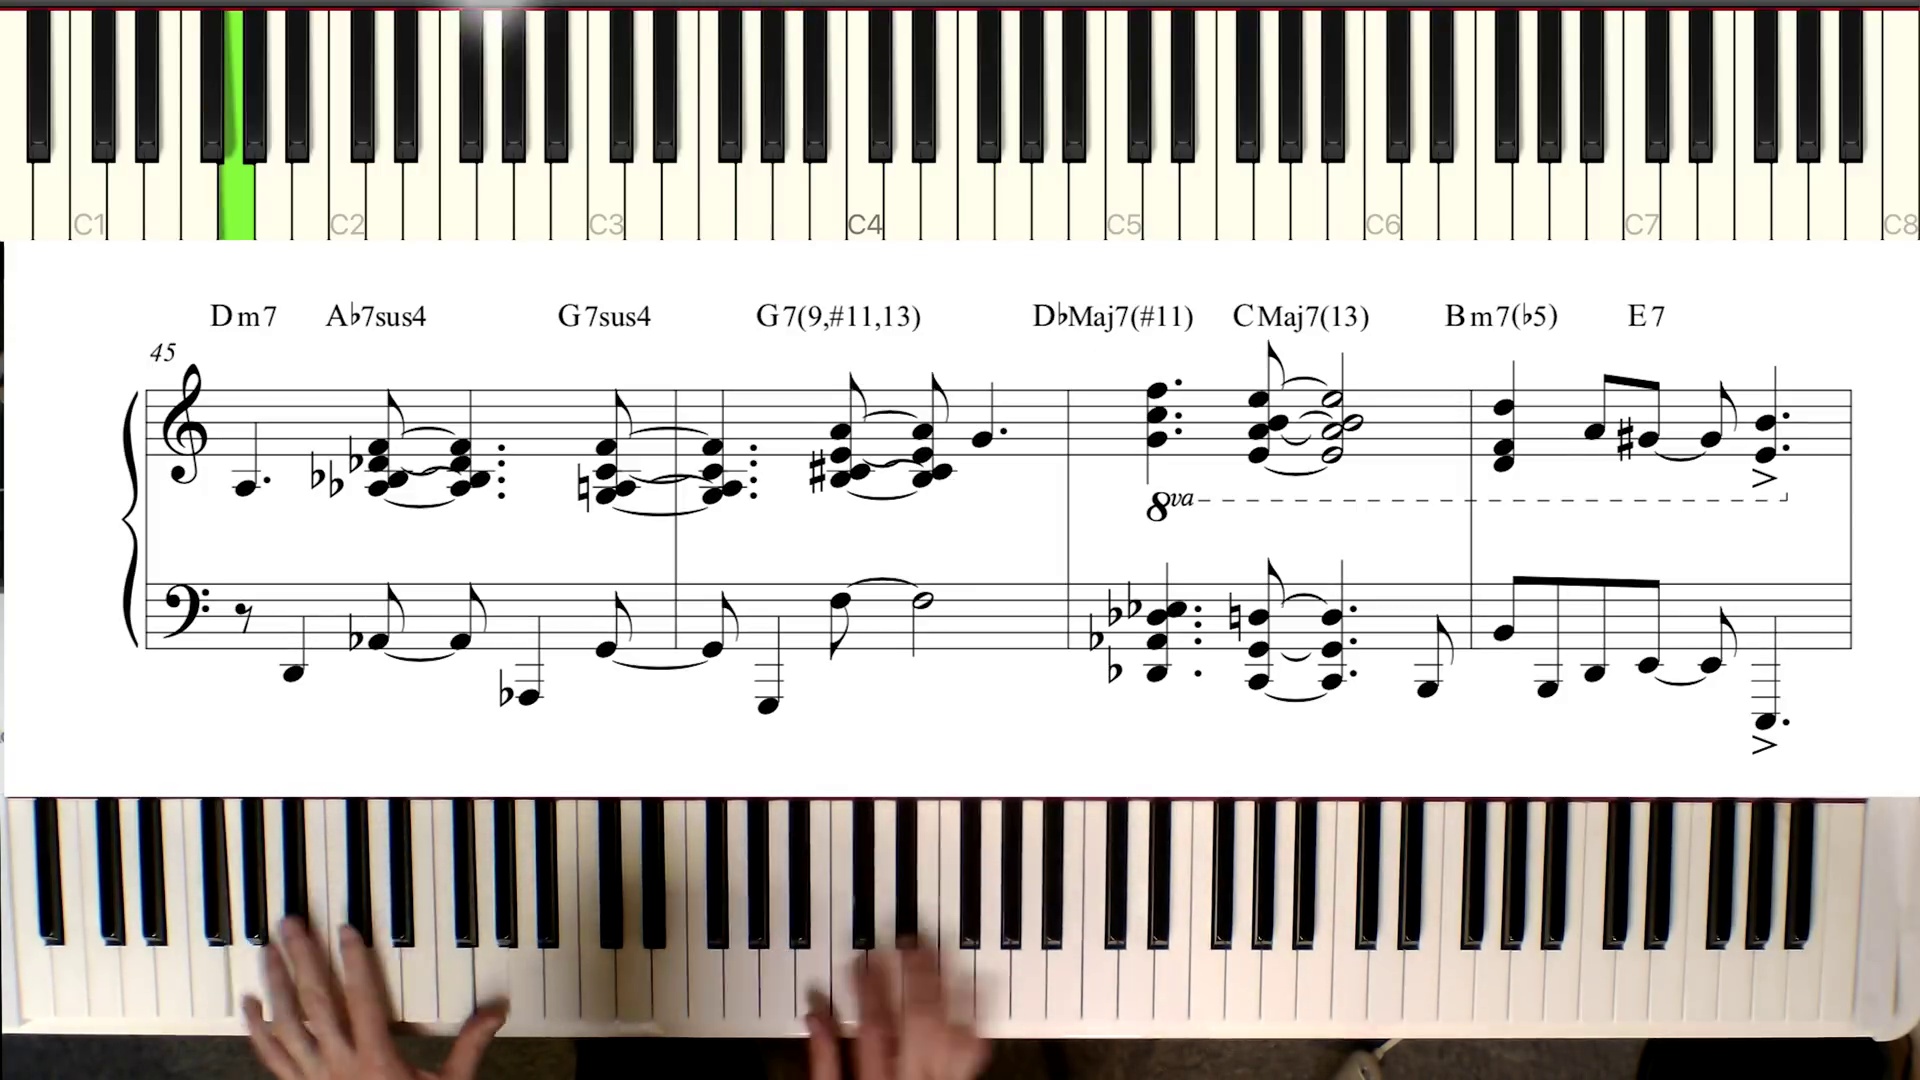 C1 C2 C3 C4 C5 C6 C7 C8
Dm7 A♭7sus4 G7sus4 G7(9,#11,13) D♭Maj7(#11) CMaj7(13) Bm7(♭5) E7
45
8va